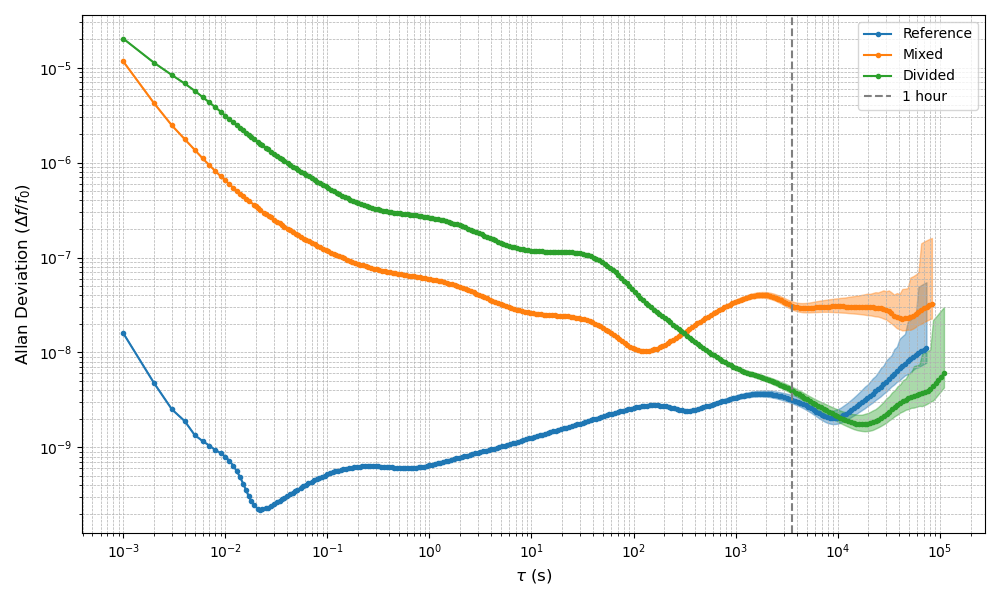 Allan Deviation (Δf/f₀)
10⁻⁵
10⁻⁶
10⁻⁷
10⁻⁸
10⁻⁹
Reference
Mixed
Divided
1 hour
10⁻³
10⁻²
10⁻¹
10⁰
10¹
10²
10³
10⁴
10⁵
τ (s)